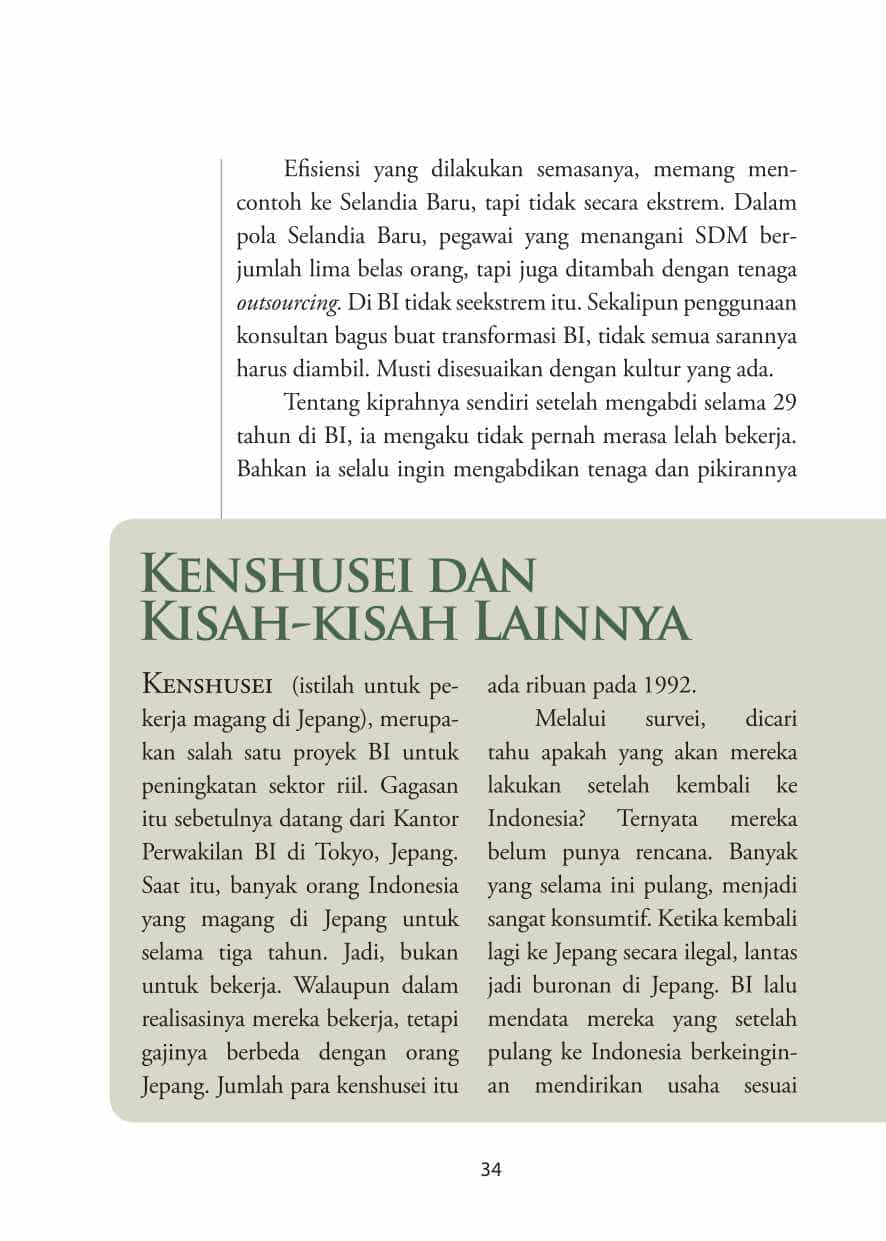 Efisiensi yang dilakukan semasanya, memang men-
contoh ke Selandia Baru, tapi tidak secara ekstrem. Dalam
pola Selandia Baru, pegawai yang menangani SDM ber-
jumlah lima belas orang, tapi juga ditambah dengan tenaga
outsourcing. Di BI tidak seekstrem itu. Sekalipun penggunaan
konsultan bagus buat transformasi BI, tidak semua sarannya
harus diambil. Musti disesuaikan dengan kultur yang ada.
Tentang kiprahnya sendiri setelah mengabdi selama 29
tahun di BI, ia mengaku tidak pernah merasa lelah bekerja.
Bahkan ia selalu ingin mengabdikan tenaga dan pikirannya
Kenshusei dan
Kisah-kisah Lainnya
Kenshusei (istilah untuk pe-
kerja magang di Jepang), merupa-
kan salah satu proyek BI untuk
peningkatan sektor riil. Gagasan
itu sebetulnya datang dari Kantor
Perwakilan BI di Tokyo, Jepang.
Saat itu, banyak orang Indonesia
yang magang di Jepang untuk
selama tiga tahun. Jadi, bukan
untuk bekerja. Walaupun dalam
realisasinya mereka bekerja, tetapi
gajinya berbeda dengan orang
Jepang. Jumlah para kenshusei itu
ada ribuan pada 1992.
Melalui survei, dicari
tahu apakah yang akan mereka
lakukan setelah kembali ke
Indonesia? Ternyata mereka
belum punya rencana. Banyak
yang selama ini pulang, menjadi
sangat konsumtif. Ketika kembali
lagi ke Jepang secara ilegal, lantas
jadi buronan di Jepang. BI lalu
mendata mereka yang setelah
pulang ke Indonesia berkeingin-
an mendirikan usaha sesuai
34